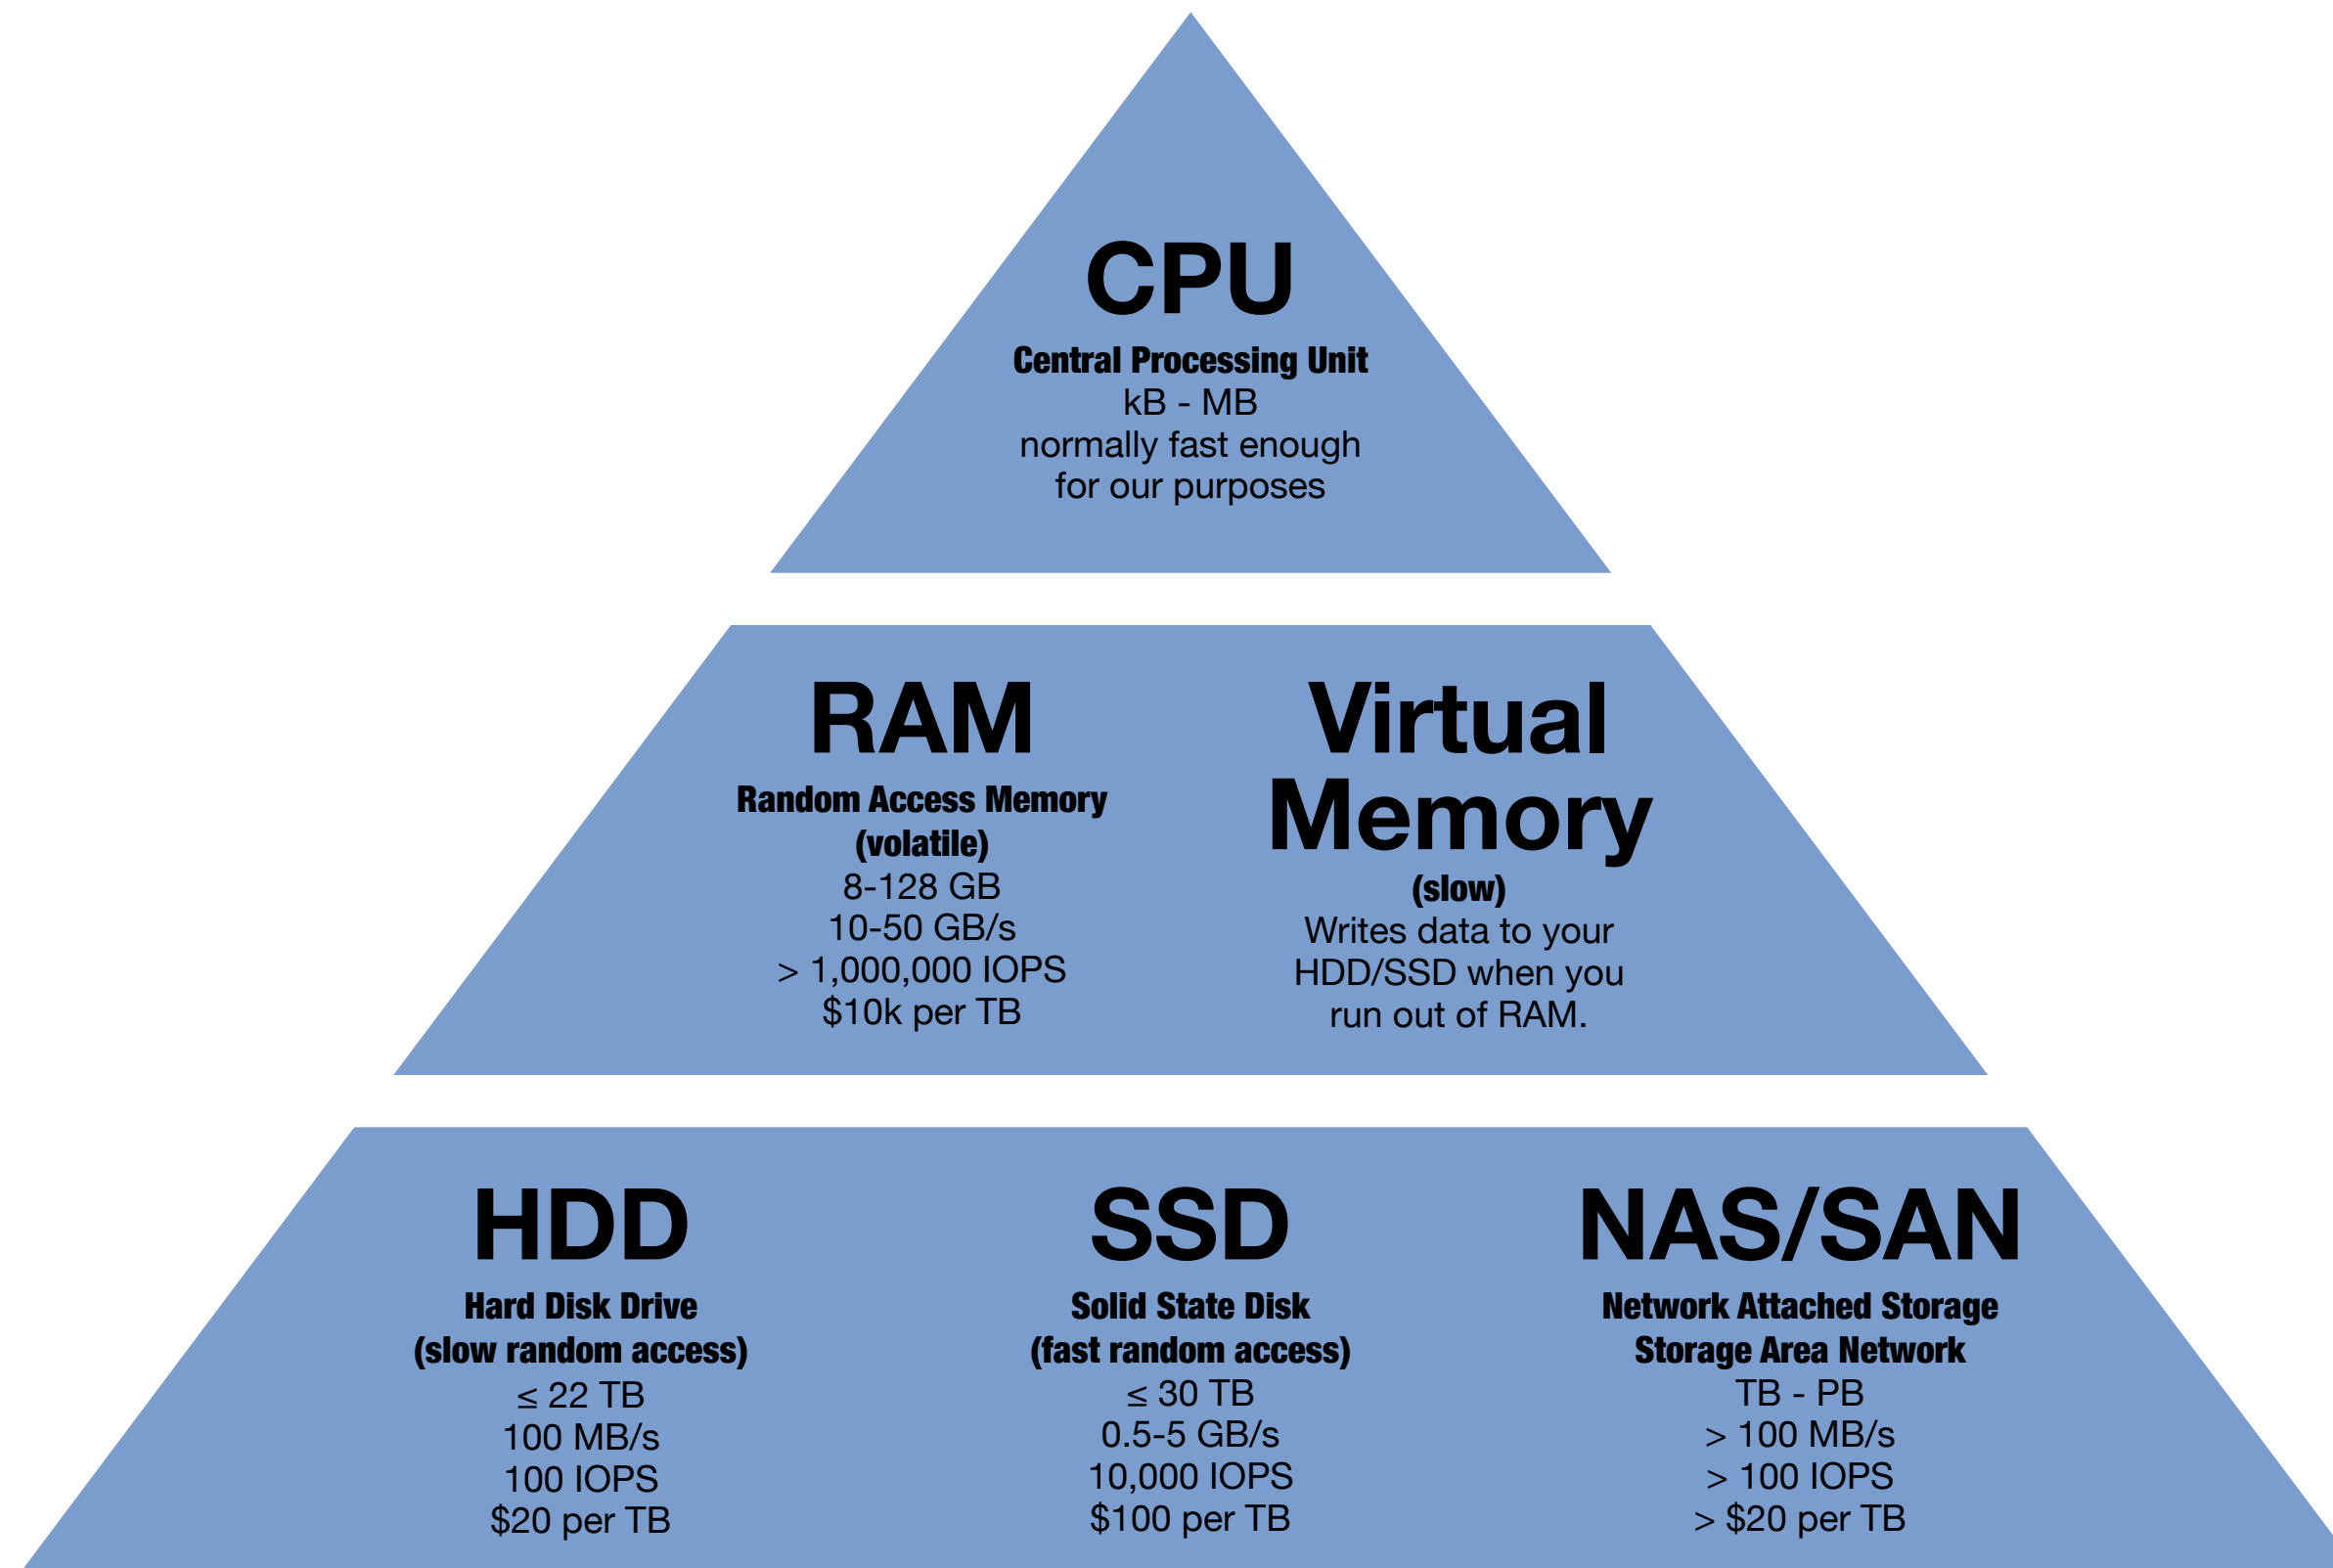 CPU
Central Processing Unit
kB - MB
normally fast enough
for our purposes
RAM
Random Access Memory
(volatile)
8-128 GB
10-50 GB/s
> 1,000,000 IOPS
$10k per TB
Virtual
Memory
(slow)
Writes data to your
HDD/SSD when you
run out of RAM.
HDD
Hard Disk Drive
(slow random access)
≤ 22 TB
100 MB/s
100 IOPS
$20 per TB
SSD
Solid State Disk
(fast random access)
≤ 30 TB
0.5-5 GB/s
10,000 IOPS
$100 per TB
NAS/SAN
Network Attached Storage
Storage Area Network
TB - PB
> 100 MB/s
> 100 IOPS
> $20 per TB